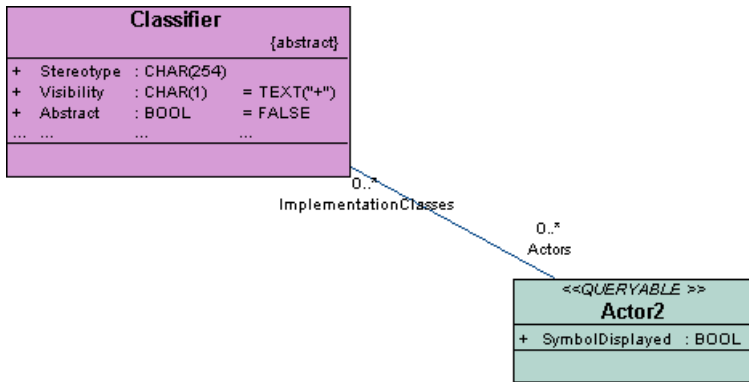 Classifier
{abstract}
+ Stereotype : CHAR(254)
+ Visibility : CHAR(1) = TEXT("+")
+ Abstract : BOOL = FALSE
... ... ... ...
0..*
ImplementationClasses
0..*
Actors
<<QUERYABLE >>
Actor2
+ SymbolDisplayed : BOOL